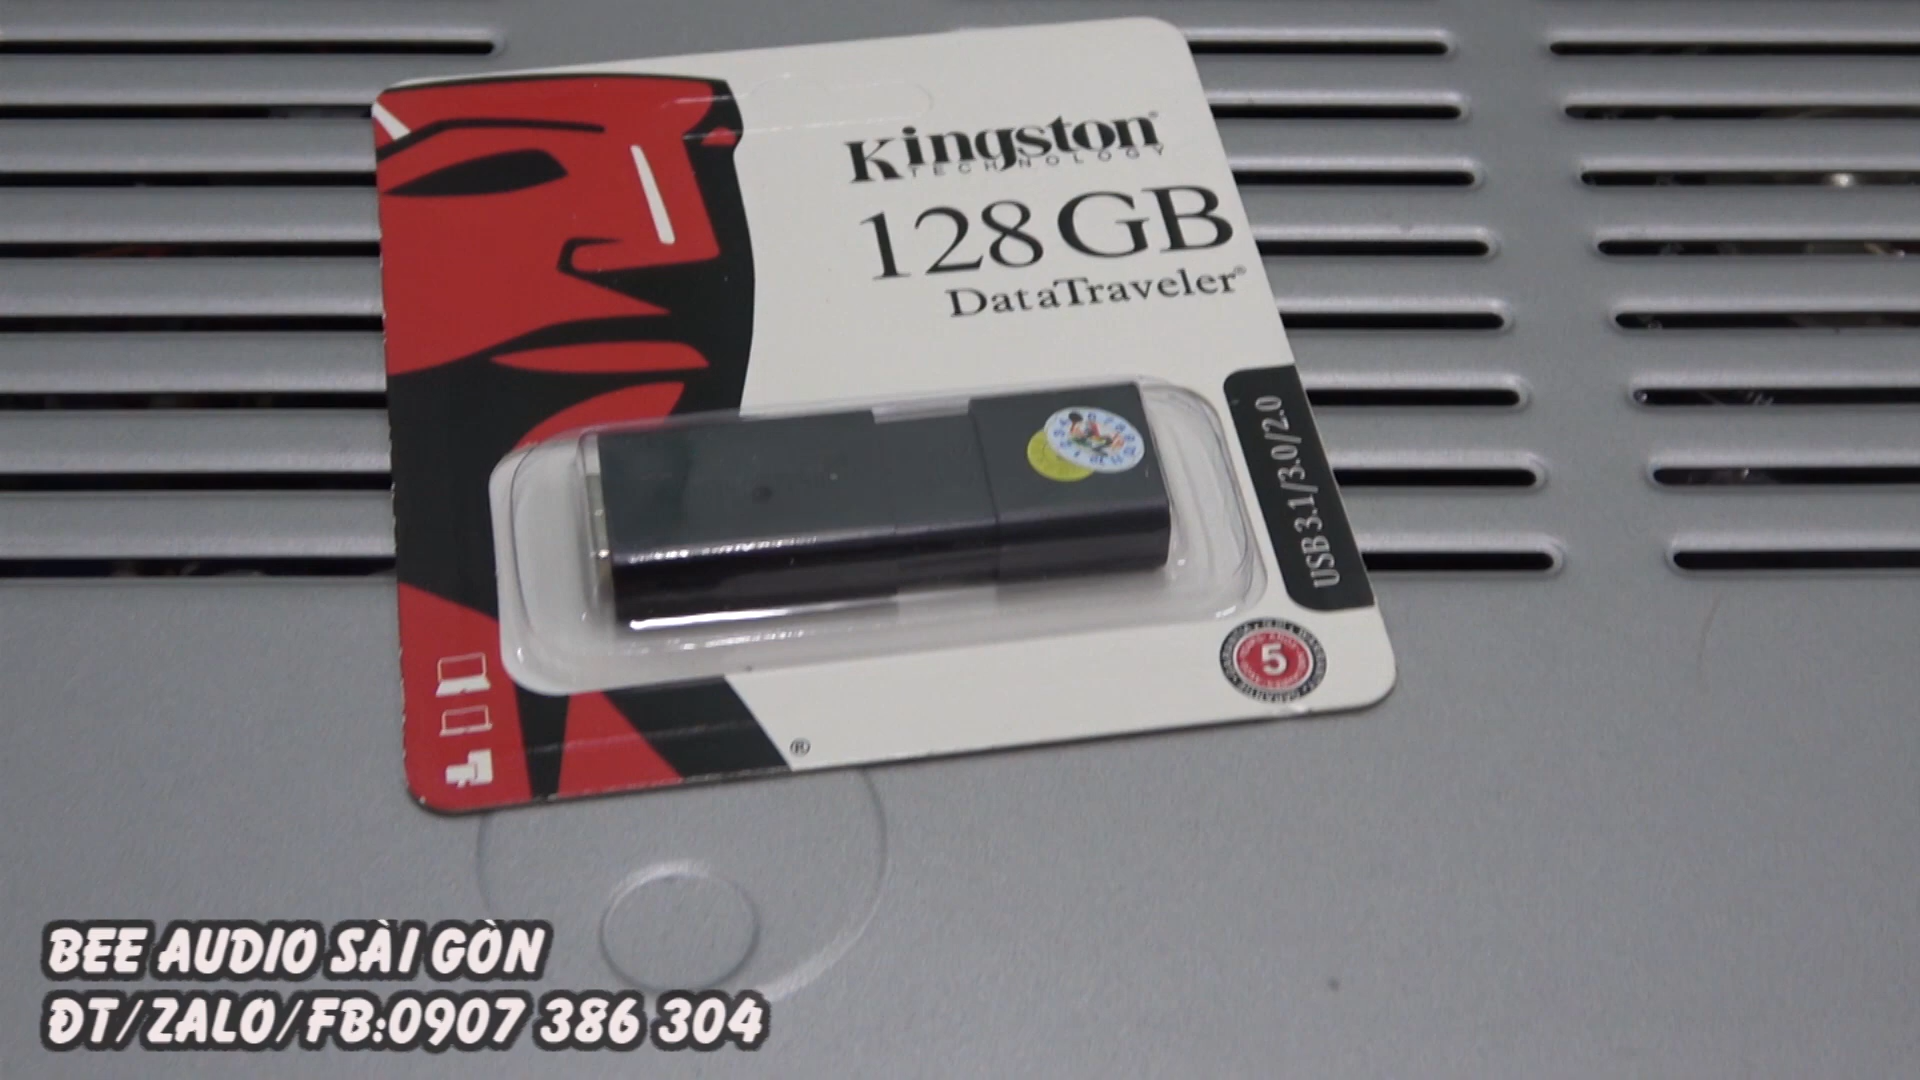 Kingston®
TECHNOLOGY
128GB
DataTraveler®
USB 3.1/3.0/2.0
5
®
BEE AUDIO SÀI GÒN
ĐT/ZALO/FB:0907 386 304